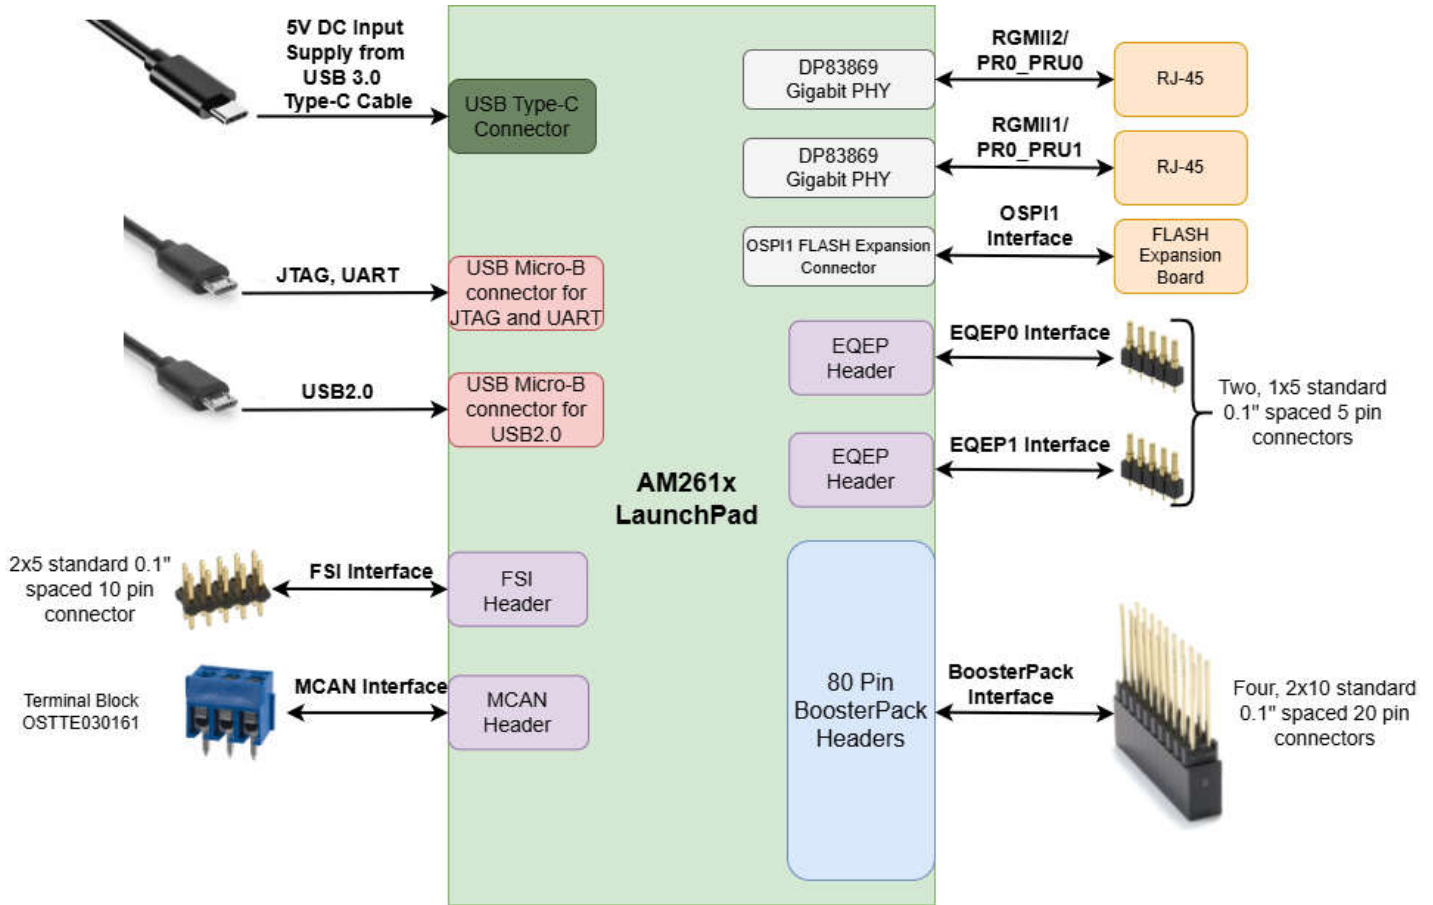 5V DC Input
Supply from
USB 3.0
Type-C Cable
USB Type-C
Connector
JTAG, UART
USB Micro-B
connector for
JTAG and UART
USB2.0
USB Micro-B
connector for
USB2.0
AM261x
LaunchPad
2x5 standard 0.1"
spaced 10 pin
connector
FSI Interface
FSI
Header
Terminal Block
OSTTE030161
MCAN Interface
MCAN
Header
DP83869
Gigabit PHY
RGMII2/
PR0_PRU0
RJ-45
DP83869
Gigabit PHY
RGMII1/
PR0_PRU1
RJ-45
OSPI1 FLASH Expansion
Connector
OSPI1
Interface
FLASH
Expansion
Board
EQEP
Header
EQEP0 Interface
EQEP
Header
EQEP1 Interface
Two, 1x5 standard
0.1" spaced 5 pin
connectors
80 Pin
BoosterPack
Headers
BoosterPack
Interface
Four, 2x10 standard
0.1" spaced 20 pin
connectors